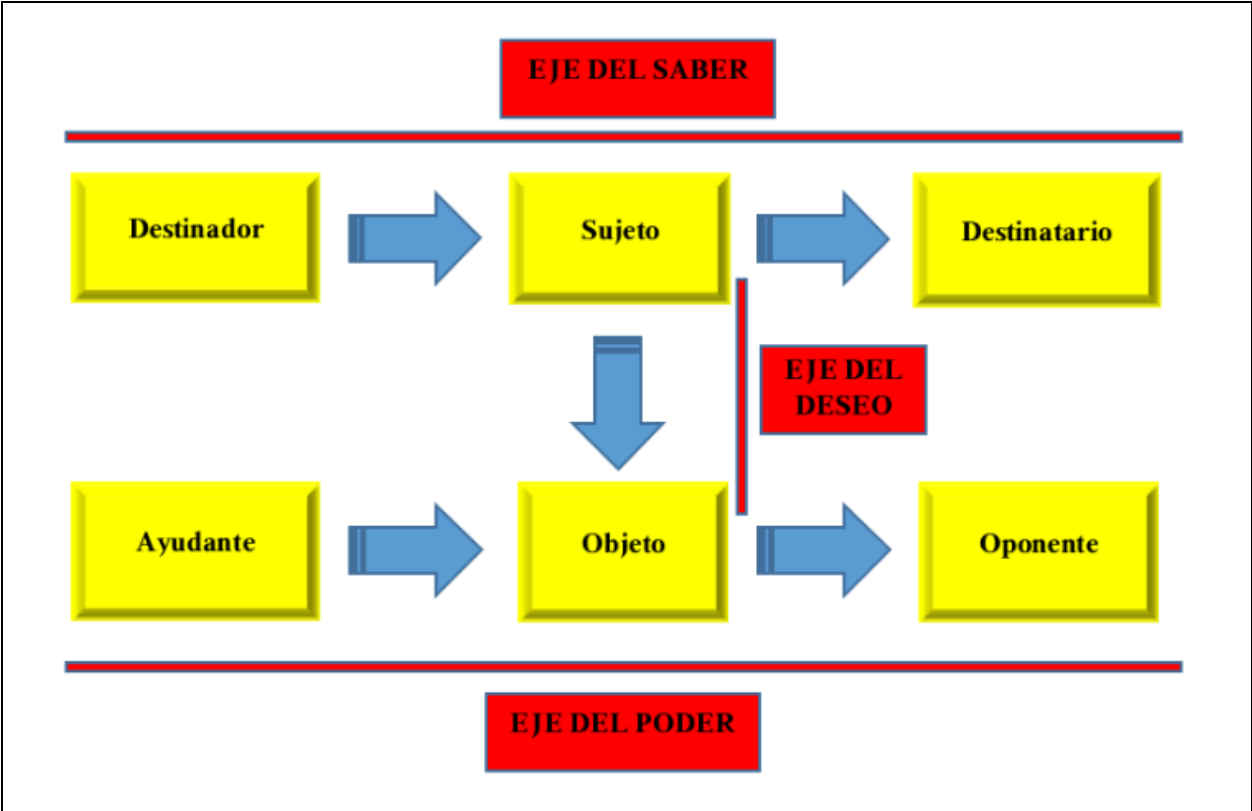 EJE DEL SABER
Destinador
Sujeto
Destinatario
EJE DEL
DESEO
Ayudante
Objeto
Oponente
EJE DEL PODER